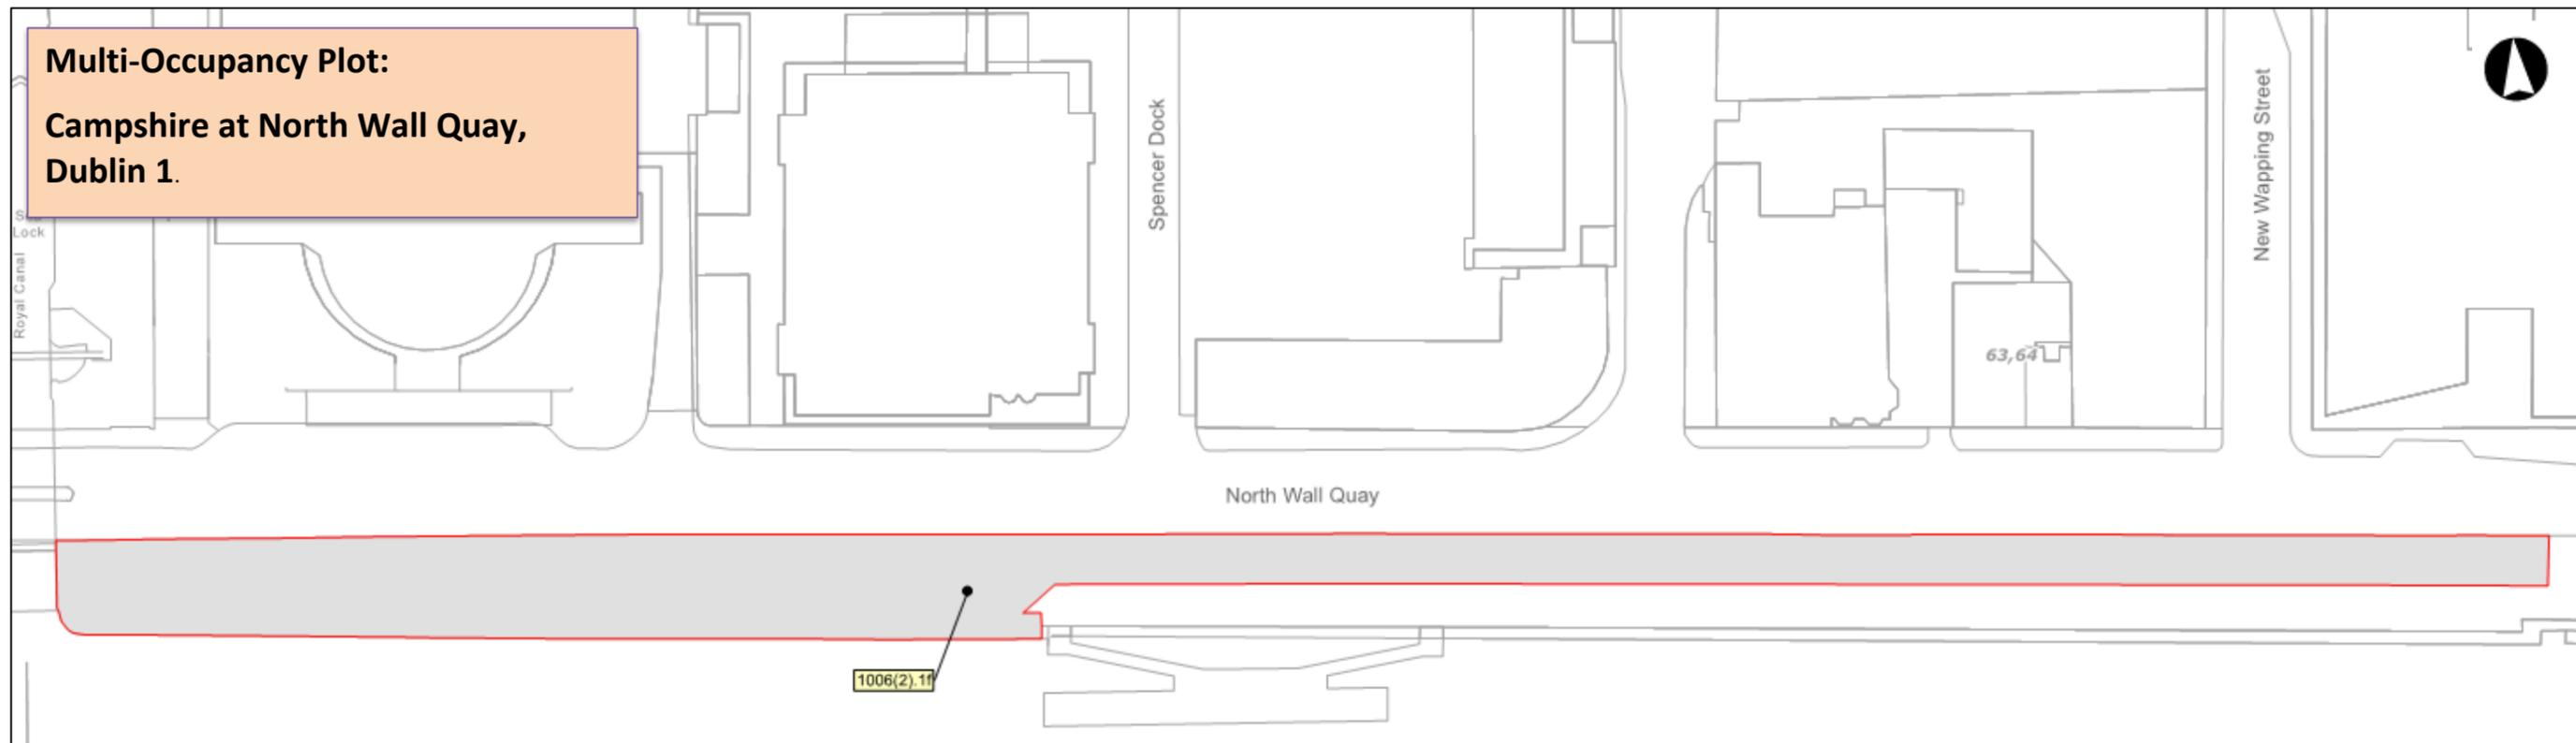 Multi-Occupancy Plot:
Campshire at North Wall Quay,
Dublin 1.
Lock
Royal Canal
Spencer Dock
New Wapping Street
63,64
North Wall Quay
1006(2).1f